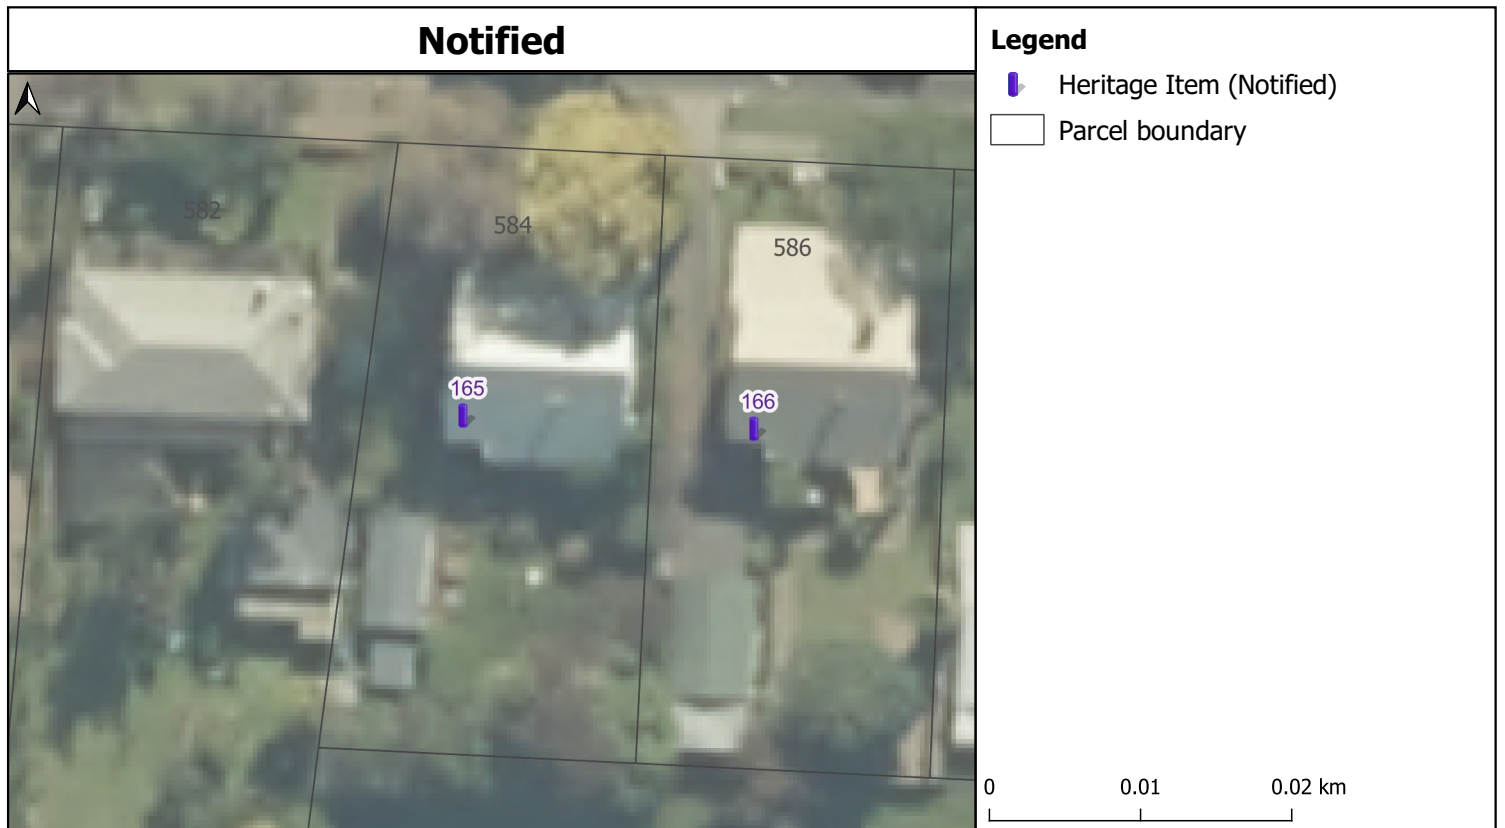 Notified
Legend
Heritage Item (Notified)
Parcel boundary
582
584
586
165
166
0 0.01 0.02 km